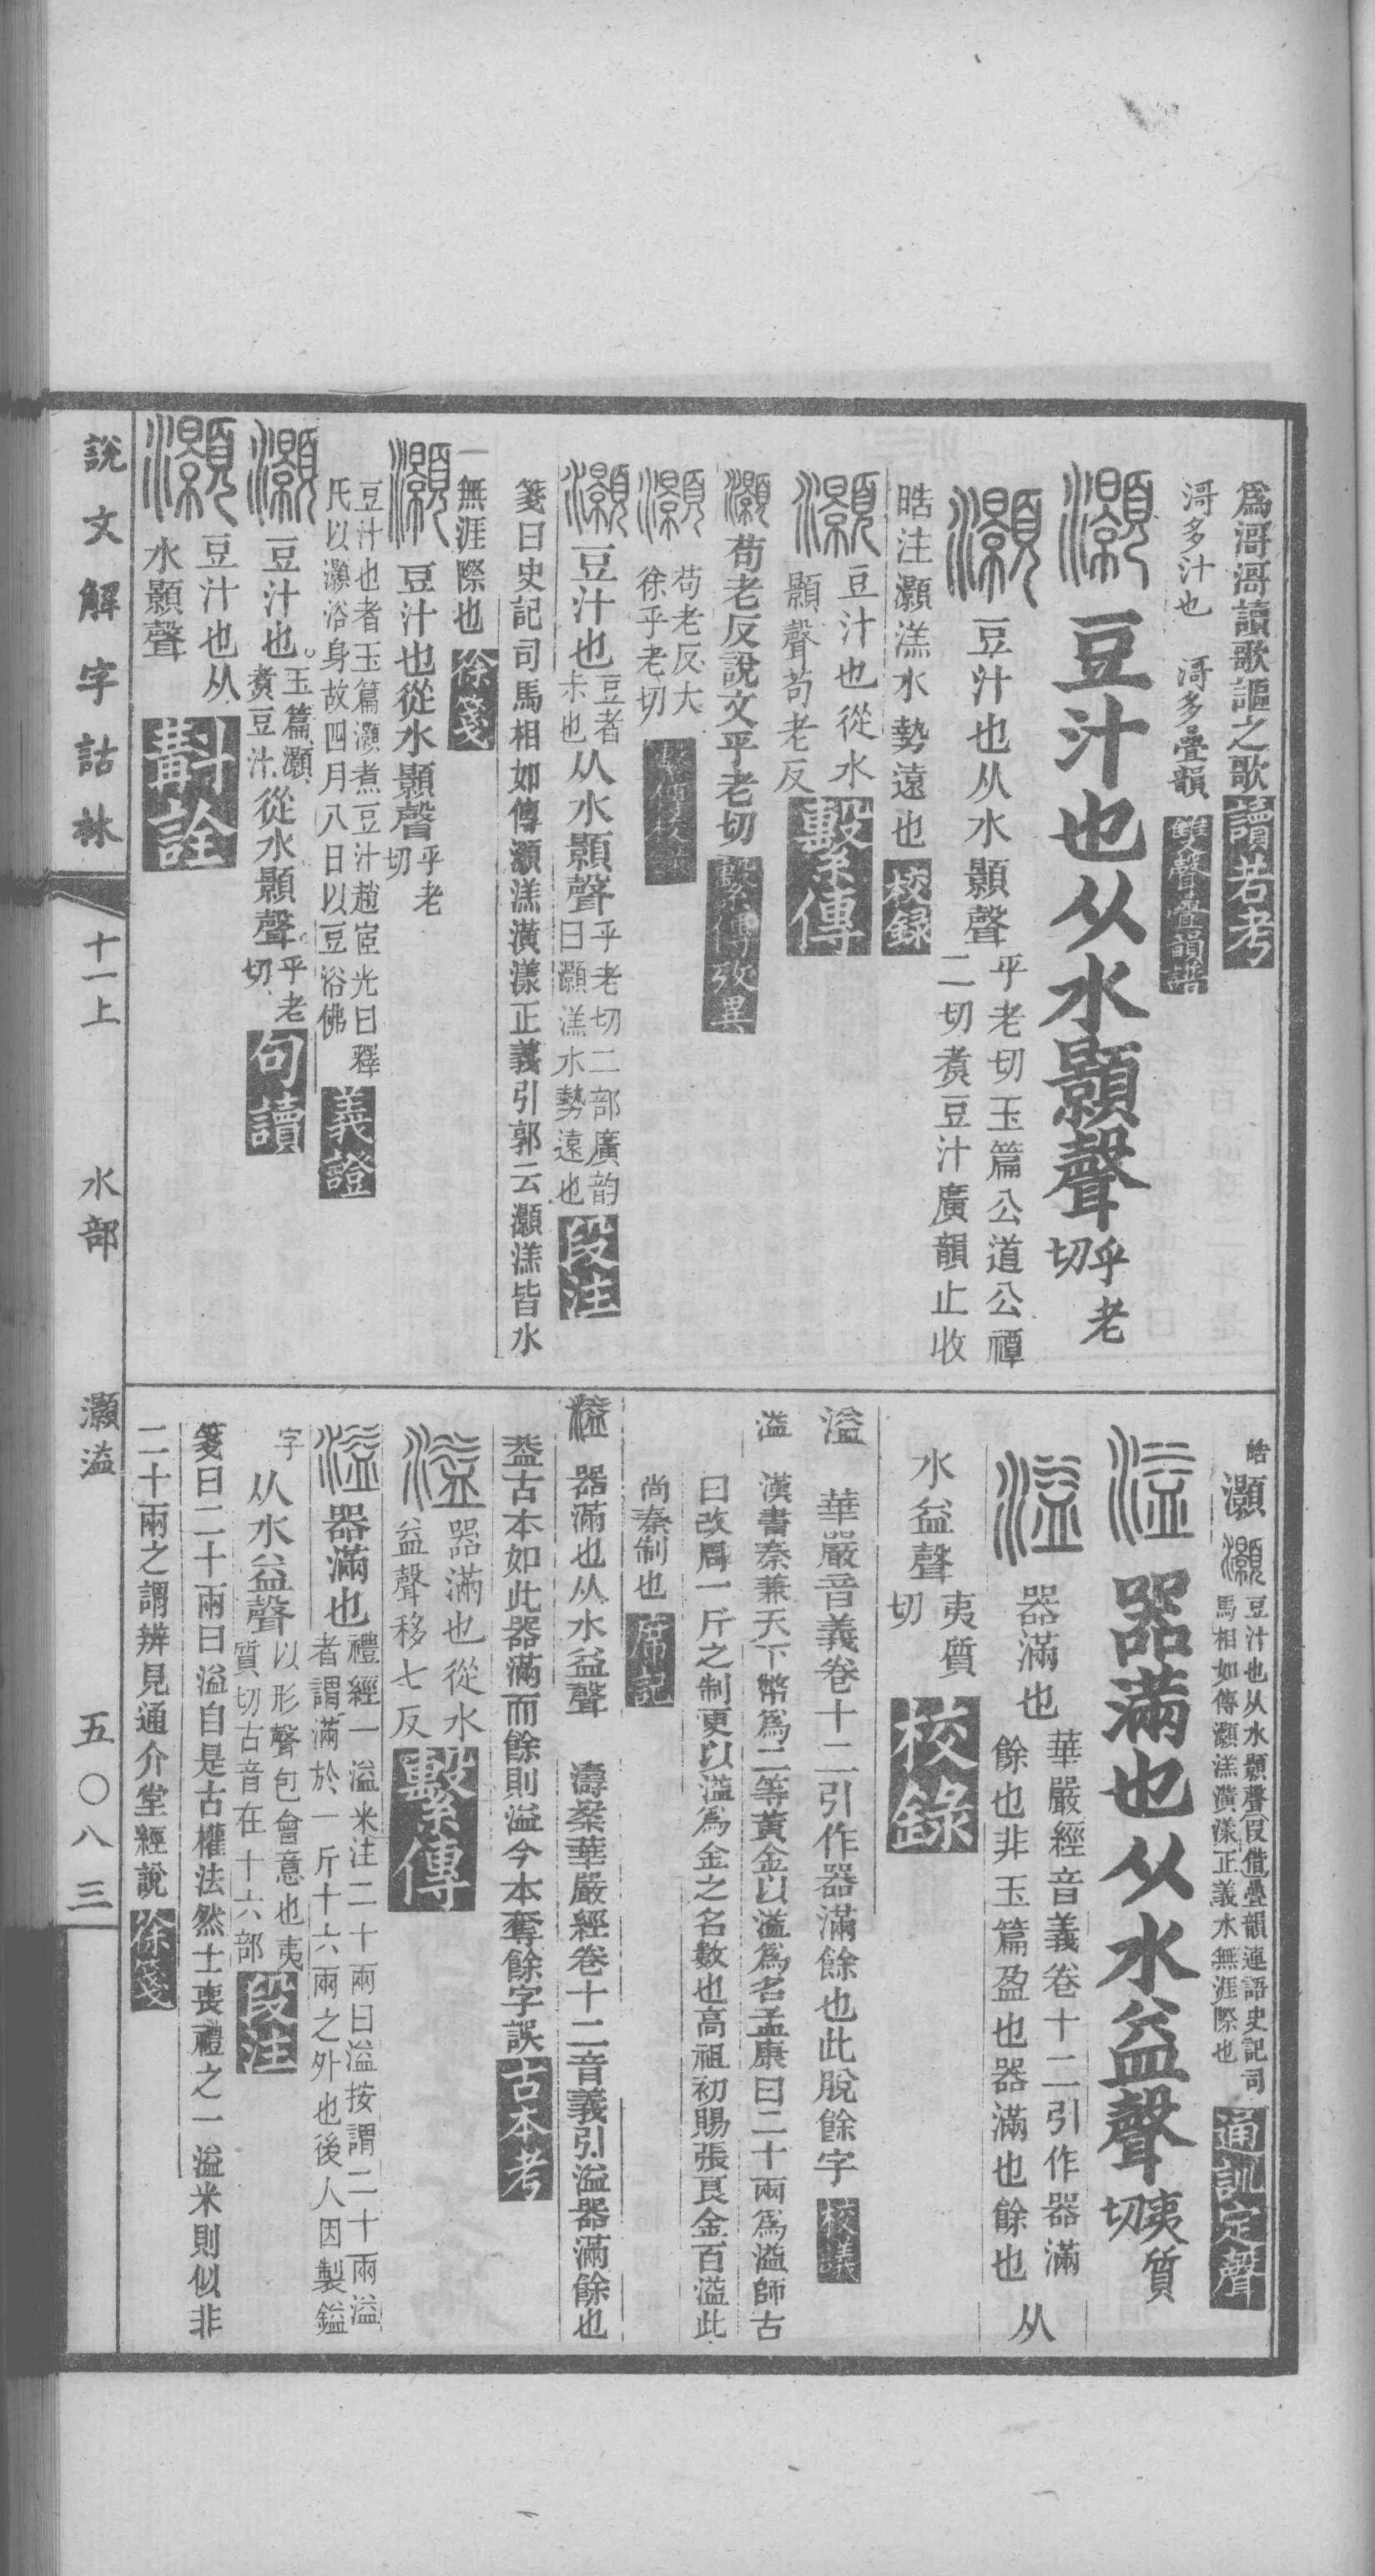 爲滒滒讀歌謳之歌讀若考
滒多汁也　滒多疊韻雙聲疊韻譜
灝豆汁也从水顥聲乎老切
灝豆汁也从水顥聲乎老切玉篇公道公禫
二切煑豆汁廣韻止收
晧注灝溔水勢遠也校録
灝豆汁也從水
顥聲苟老反繫傳
灝苟老反說文乎老切繫傳攷異
灝苟老反大
徐乎老切繫傳校錄
灝豆汁也豆者尗也从水顥聲乎老切二部廣韵
曰灝溔水勢遠也段注
箋曰史記司馬相如傳灝溔潢漾正義引郭云灝溔皆水
無涯際也徐箋
灝豆汁也從水顥聲乎老切
豆汁也者玉篇灝煮豆汁趙宧光曰釋
氏以灝浴身故四月八日以豆浴佛義證
灝豆汁也。玉篇灝煑豆汁從水顥聲。乎老切句讀
灝豆汁也从
水顥聲斠詮
晧灝灝豆汁也从水顥聲假借疊韻連語史記司
馬相如傳灝溔潢漾正義水無涯際也通訓定聲
溢器滿也从水益聲夷質切
溢器滿也華嚴經音義卷十二引作器滿
餘也非玉篇盈也器滿也餘也从
水益聲夷質切校錄
溢華嚴音義卷十二引作器滿餘也此脫餘字校議
溢漢書秦兼天下幣爲二等黃金以溢爲名孟康曰二十兩爲溢師古
曰改周一斤之制更以溢爲金之名數也高祖初賜張良金百溢此
尚秦制也席記
溢器滿也从水益聲　濤案華嚴經卷十二音義引溢器滿餘也
葢古本如此器滿而餘則溢今本奪餘字誤古本考
溢器滿也從水
益聲移七反繫傳
溢器滿也禮經一溢米注二十兩曰溢按謂二十兩溢
者謂滿於一斤十六兩之外也後人因製鎰
字从水益聲以形聲包會意也夷
質切古音在十六部段注
箋曰二十兩曰溢自是古權法然士喪禮之一溢米則似非
二十兩之謂辨見通介堂經說徐箋
說文解字詁林　十一上　水部　灝溢　五〇八三